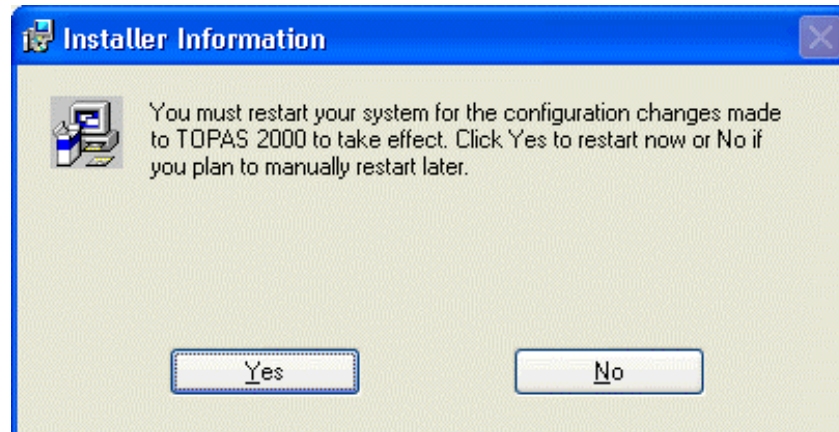 Installer Information
You must restart your system for the configuration changes made
to TOPAS 2000 to take effect. Click Yes to restart now or No if
you plan to manually restart later.
Yes
No